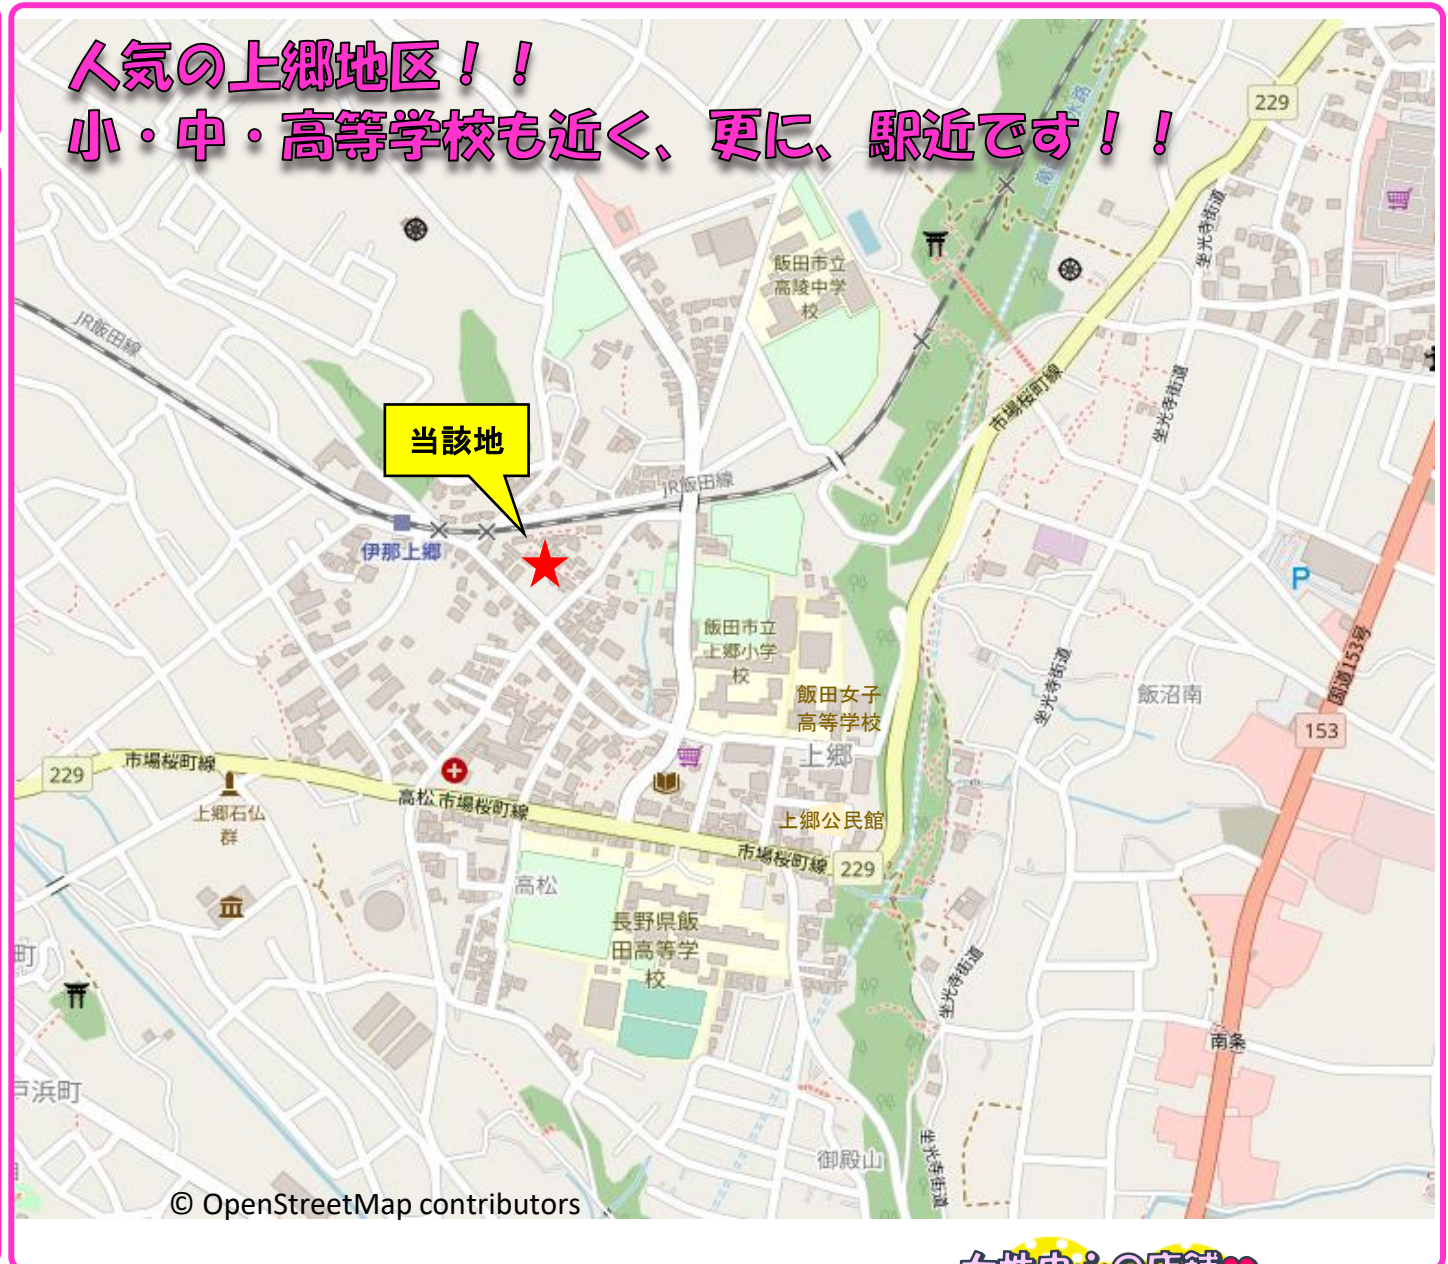 人気の上郷地区！！
小・中・高等学校も近く、更に、駅近です！！
229
飯田市立
高陵中学
校
坐光寺街道
JR飯田線
市場桜町線
坐光寺街道
当該地
JR飯田線
伊那上郷
P
飯田市立
上郷小学
校
飯田女子
高等学校
坐光寺街道
国道153号
飯沼南
上郷
153
市場桜町線
229
上郷石仏
群
高松
市場桜町線
上郷公民館
市場桜町線
229
高松
長野県飯
田高等学
校
町
坐光寺街道
南条
戸浜町
坐光寺街道
御殿山
© OpenStreetMap contributors